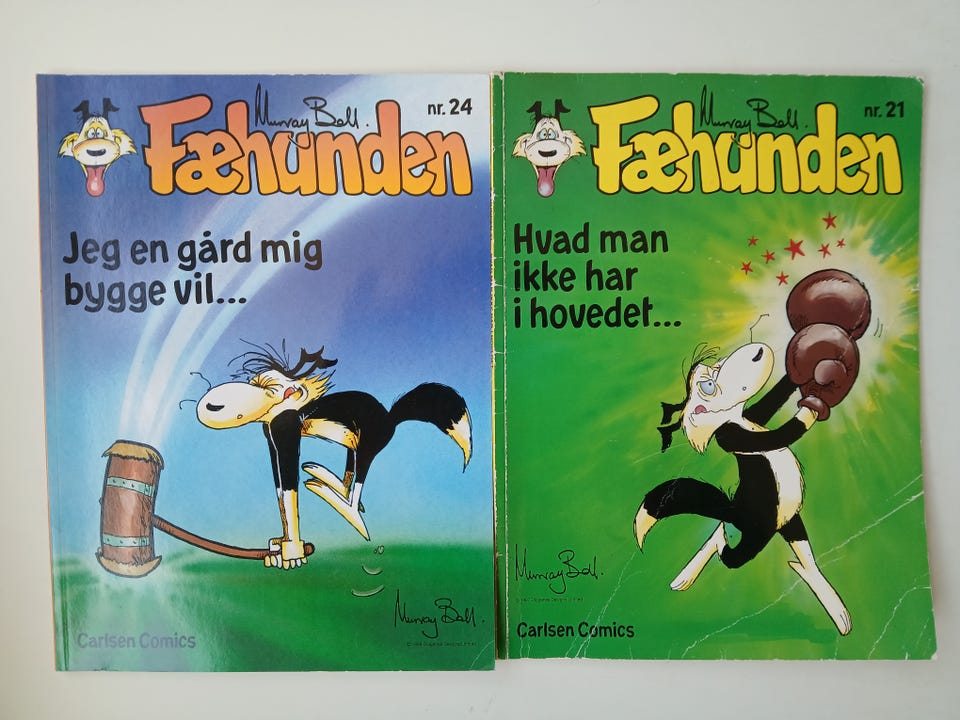 Murray Ball.
nr. 24
Fæhunden
Jeg en gård mig
bygge vil...
Murray Ball.
Carlsen Comics
Murray Ball.
nr. 21
Fæhunden
Hvad man
ikke har
i hovedet...
Murray Ball.
Carlsen Comics